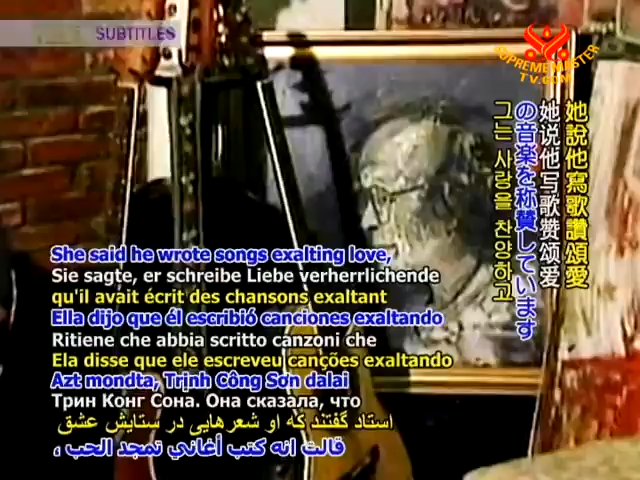 SUBTITLES
SUPREME MASTER
TV.COM
她說他寫歌讚頌愛
她说他写歌赞颂爱
の音楽を称賛しています
그는 사랑을 찬양하고
She said he wrote songs exalting love,
Sie sagte, er schreibe Liebe verherrlichende
qu'il avait écrit des chansons exaltant
Ella dijo que él escribió canciones exaltando
Ritiene che abbia scritto canzoni che
Ela disse que ele escreveu canções exaltando
Azt mondta, Trịnh Công Sơn dalai
Трин Конг Сона. Она сказала, что
استاد گفتند که او شعرهایی در ستایش عشق
قالت انه كتب أغاني تمجد الحب ،